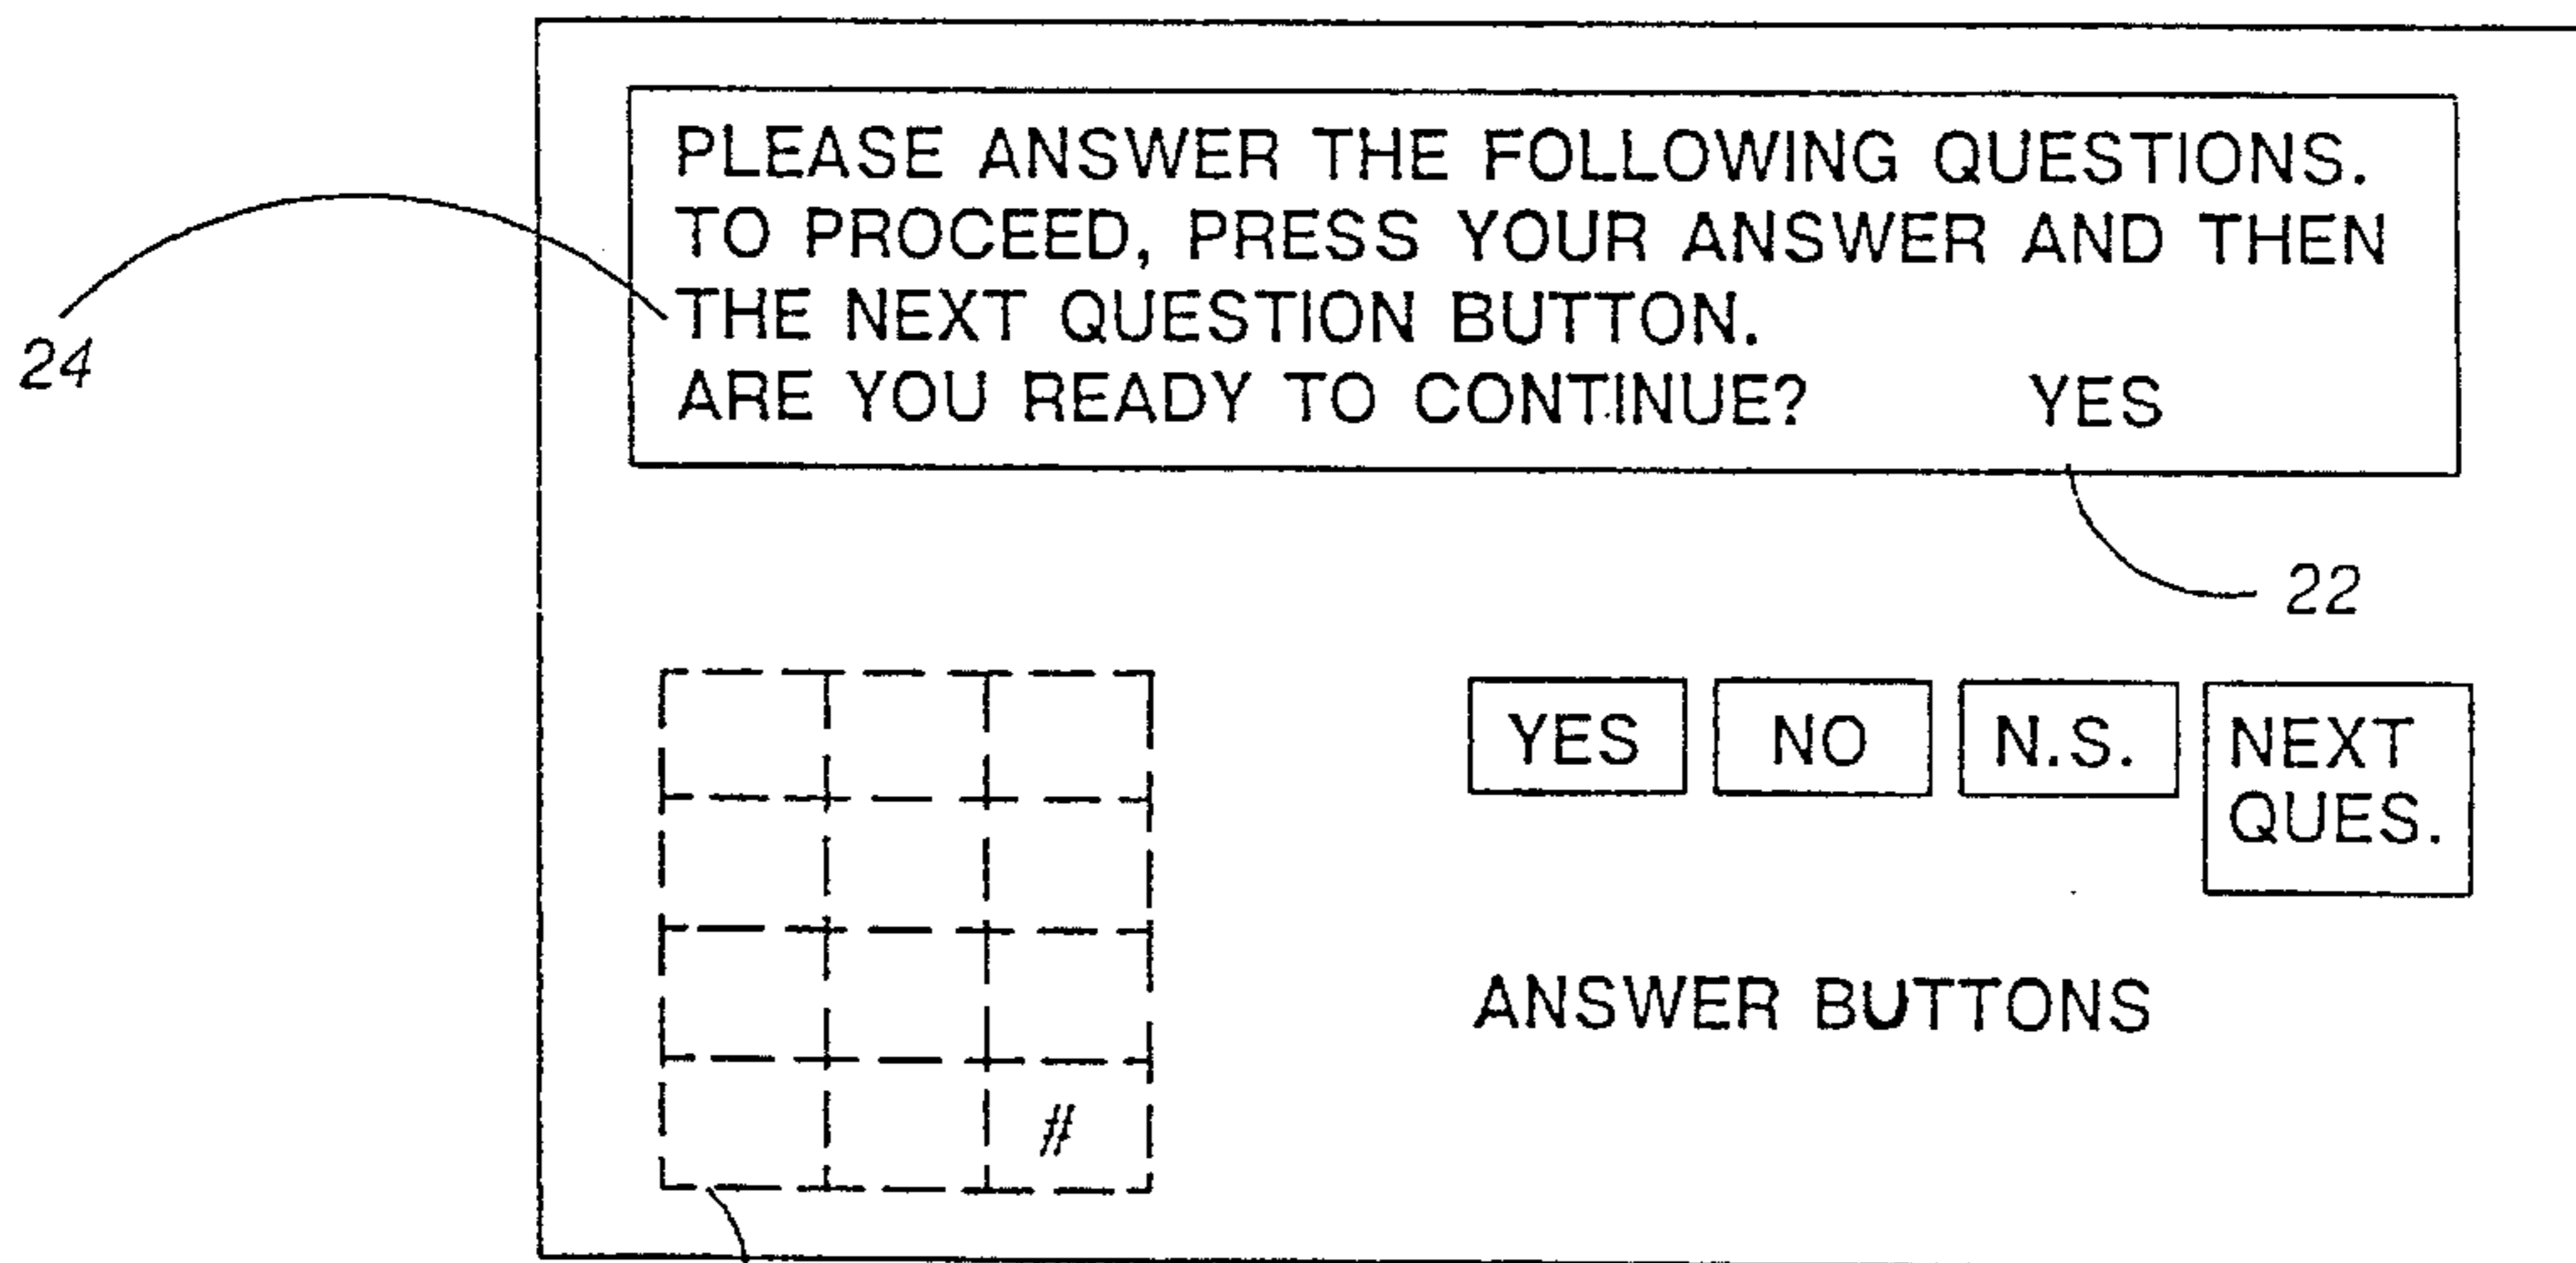 PLEASE ANSWER THE FOLLOWING QUESTIONS.
TO PROCEED, PRESS YOUR ANSWER AND THEN
THE NEXT QUESTION BUTTON.
ARE YOU READY TO CONTINUE? YES
24
22
YES NO N.S. NEXT
QUES.
ANSWER BUTTONS
#